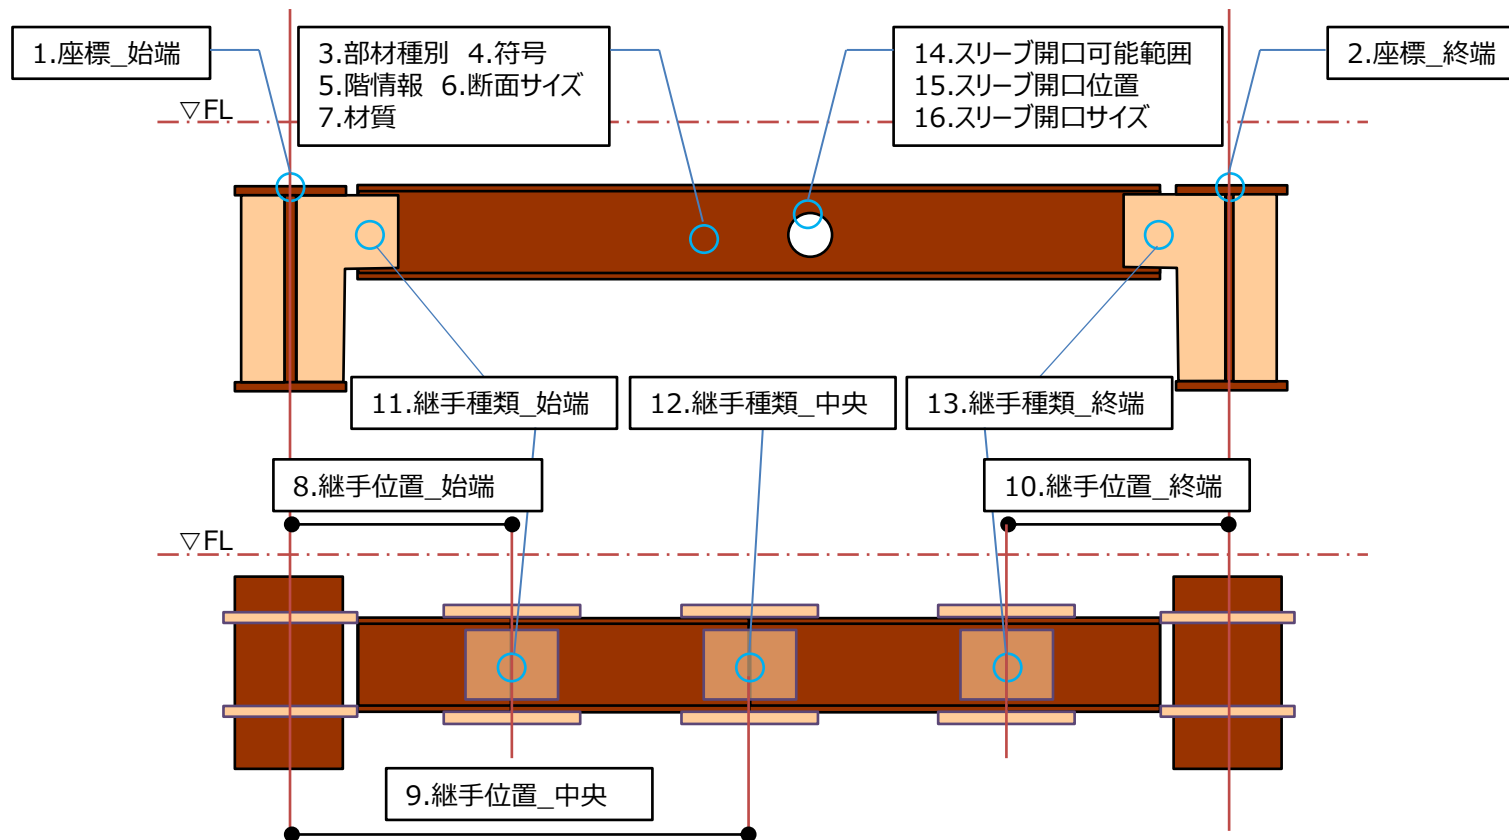 1.座標_始端
3.部材種別 4.符号
5.階情報 6.断面サイズ
7.材質
14.スリーブ開口可能範囲
15.スリーブ開口位置
16.スリーブ開口サイズ
2.座標_終端
▽FL
11.継手種類_始端
12.継手種類_中央
13.継手種類_終端
8.継手位置_始端
10.継手位置_終端
▽FL
9.継手位置_中央